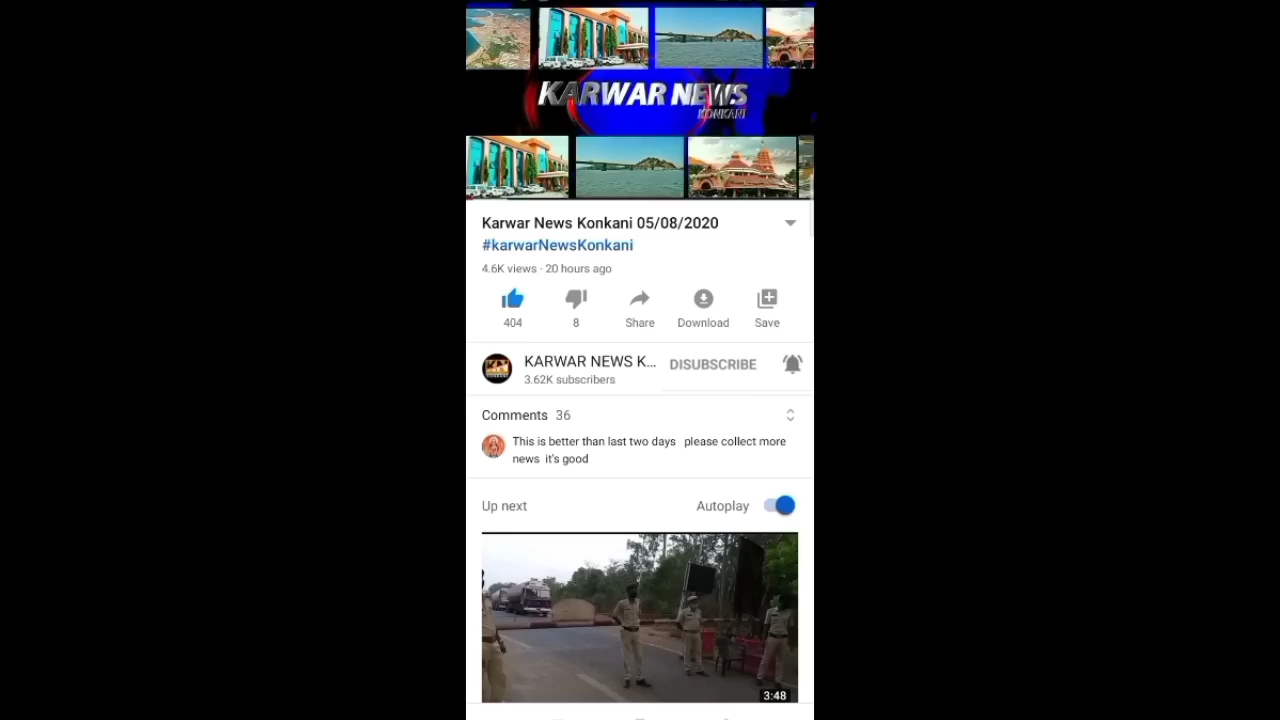 KARWAR NEWS
KONKANI
Karwar News Konkani 05/08/2020
#karwarNewsKonkani
4.6K views · 20 hours ago
404
8
Share
Download
Save
KARWAR NEWS K...
DISUBSCRIBE
3.62K subscribers
Comments 36
This is better than last two days please collect more
news it's good
Up next
Autoplay
3:48